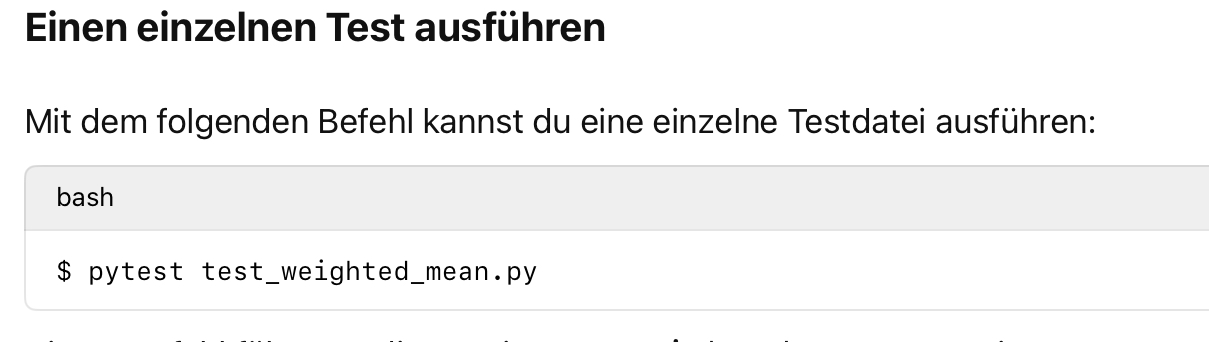 Einen einzelnen Test ausführen
Mit dem folgenden Befehl kannst du eine einzelne Testdatei ausführen:
bash
$ pytest test_weighted_mean.py